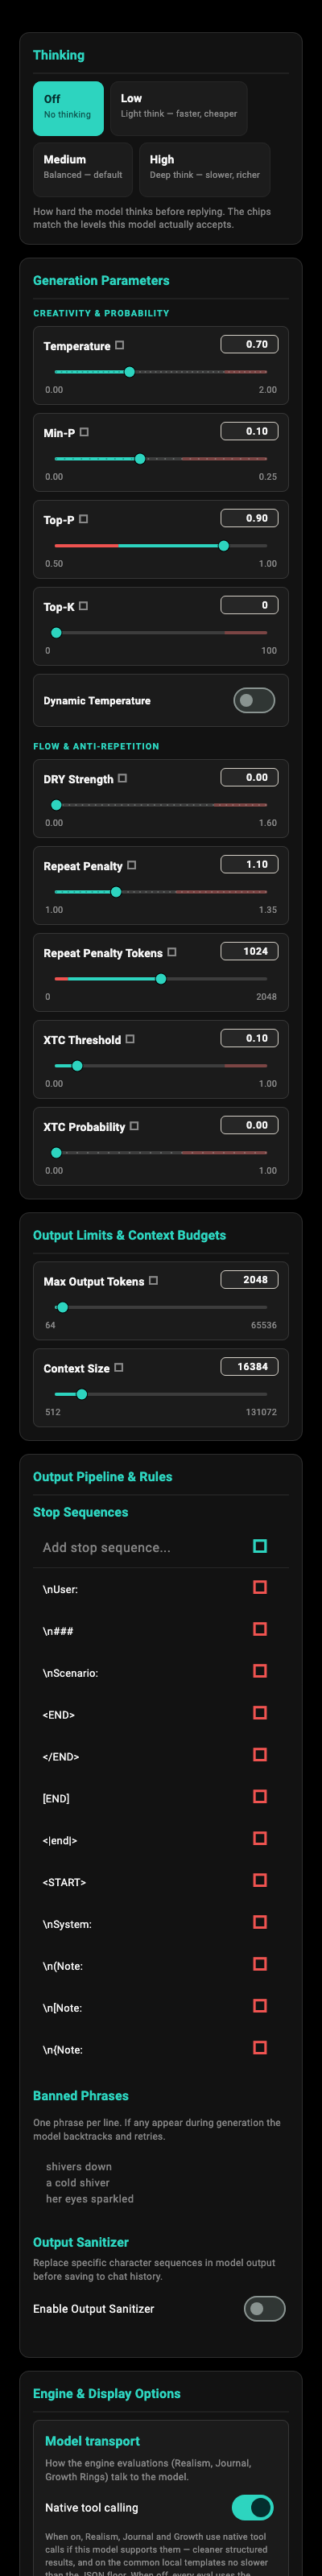 Thinking
Off
No thinking
Low
Light think — faster, cheaper
Medium
Balanced — default
High
Deep think — slower, richer
How hard the model thinks before replying. The chips
match the levels this model actually accepts.
Generation Parameters
CREATIVITY & PROBABILITY
Temperature
0.70
0.00
2.00
Min-P
0.10
0.00
0.25
Top-P
0.90
0.50
1.00
Top-K
0
0
100
Dynamic Temperature
FLOW & ANTI-REPETITION
DRY Strength
0.00
0.00
1.60
Repeat Penalty
1.10
1.00
1.35
Repeat Penalty Tokens
1024
0
2048
XTC Threshold
0.10
0.00
1.00
XTC Probability
0.00
0.00
1.00
Output Limits & Context Budgets
Max Output Tokens
2048
64
65536
Context Size
16384
512
131072
Output Pipeline & Rules
Stop Sequences
Add stop sequence...
\nUser:
\n###
\nScenario:
<END>
</END>
[END]
<|end|>
<START>
\nSystem:
\n(Note:
\n[Note:
\n{Note:
Banned Phrases
One phrase per line. If any appear during generation the
model backtracks and retries.
shivers down
a cold shiver
her eyes sparkled
Output Sanitizer
Replace specific character sequences in model output
before saving to chat history.
Enable Output Sanitizer
Engine & Display Options
Model transport
How the engine evaluations (Realism, Journal,
Growth Rings) talk to the model.
Native tool calling
When on, Realism, Journal and Growth use native tool
calls if this model supports them — cleaner structured
results, and on the common local templates no slower
than the JSON floor. When off, every eval uses the